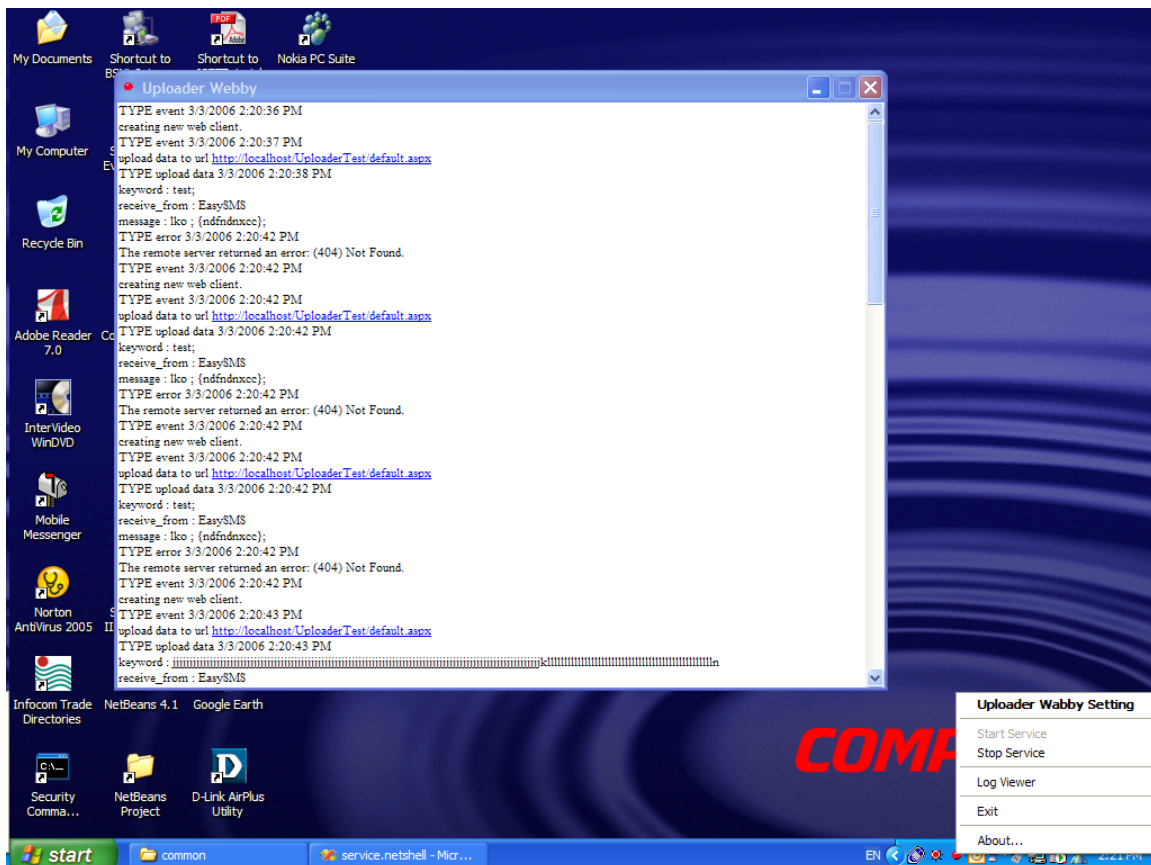 My Documents
Shortcut to
Shortcut to
Nokia PC Suite
Uploader Webby
TYPE event 3/3/2006 2:20:36 PM
creating new web client.
TYPE event 3/3/2006 2:20:37 PM
upload data to url http://localhost/UploaderTest/default.aspx
TYPE upload data 3/3/2006 2:20:38 PM
keyword : test;
receive_from : EasySMS
message : lko ; {ndfndnxcc};
TYPE error 3/3/2006 2:20:42 PM
The remote server returned an error: (404) Not Found.
TYPE event 3/3/2006 2:20:42 PM
creating new web client.
TYPE event 3/3/2006 2:20:42 PM
upload data to url http://localhost/UploaderTest/default.aspx
TYPE upload data 3/3/2006 2:20:42 PM
keyword : test;
receive_from : EasySMS
message : lko ; {ndfndnxcc};
TYPE error 3/3/2006 2:20:42 PM
The remote server returned an error: (404) Not Found.
TYPE event 3/3/2006 2:20:42 PM
creating new web client.
TYPE event 3/3/2006 2:20:42 PM
upload data to url http://localhost/UploaderTest/default.aspx
TYPE upload data 3/3/2006 2:20:42 PM
keyword : test;
receive_from : EasySMS
message : lko ; {ndfndnxcc};
TYPE error 3/3/2006 2:20:42 PM
The remote server returned an error: (404) Not Found.
TYPE event 3/3/2006 2:20:42 PM
creating new web client.
TYPE event 3/3/2006 2:20:43 PM
upload data to url http://localhost/UploaderTest/default.aspx
TYPE upload data 3/3/2006 2:20:43 PM
keyword :
receive_from : EasySMS
My Computer
Recycle Bin
Adobe Reader
7.0
InterVideo
WinDVD
Mobile
Messenger
Norton
AntiVirus 2005
Infocom Trade
Directories
NetBeans 4.1
Google Earth
Security
Comma...
NetBeans
Project
D-Link AirPlus
Utility
COMP
Uploader Wabby Setting
Start Service
Stop Service
Log Viewer
Exit
About...
start
common
service.netshell - Micr...
EN
2:21 PM